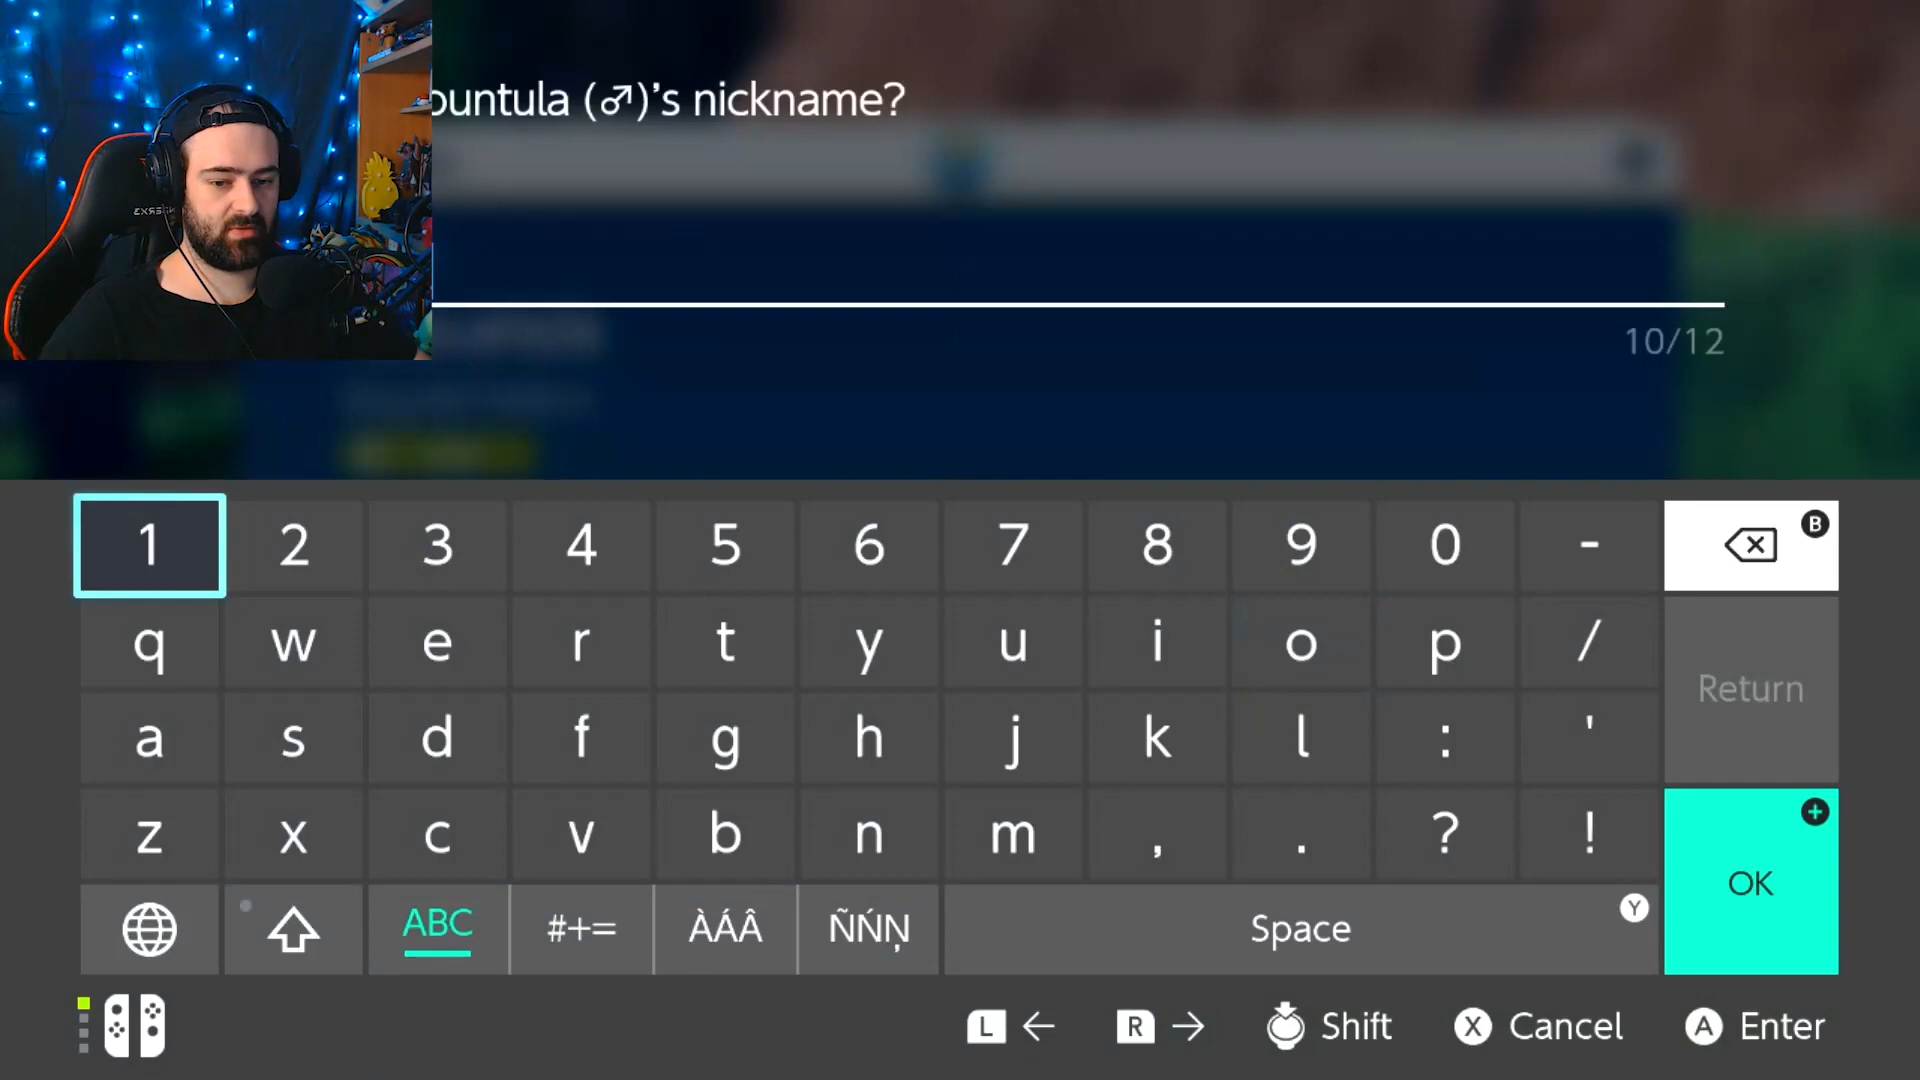 ountula (♂)'s nickname?
10/12
1 2 3 4 5 6 7 8 9 0 - B
q w e r t y u i o p /
Return
a s d f g h j k l : '
z x c v b n m , . ? ! +
OK
ABC #+= ÀÁÂ ÑŃŅ Space Y
L ← R → Shift X Cancel A Enter